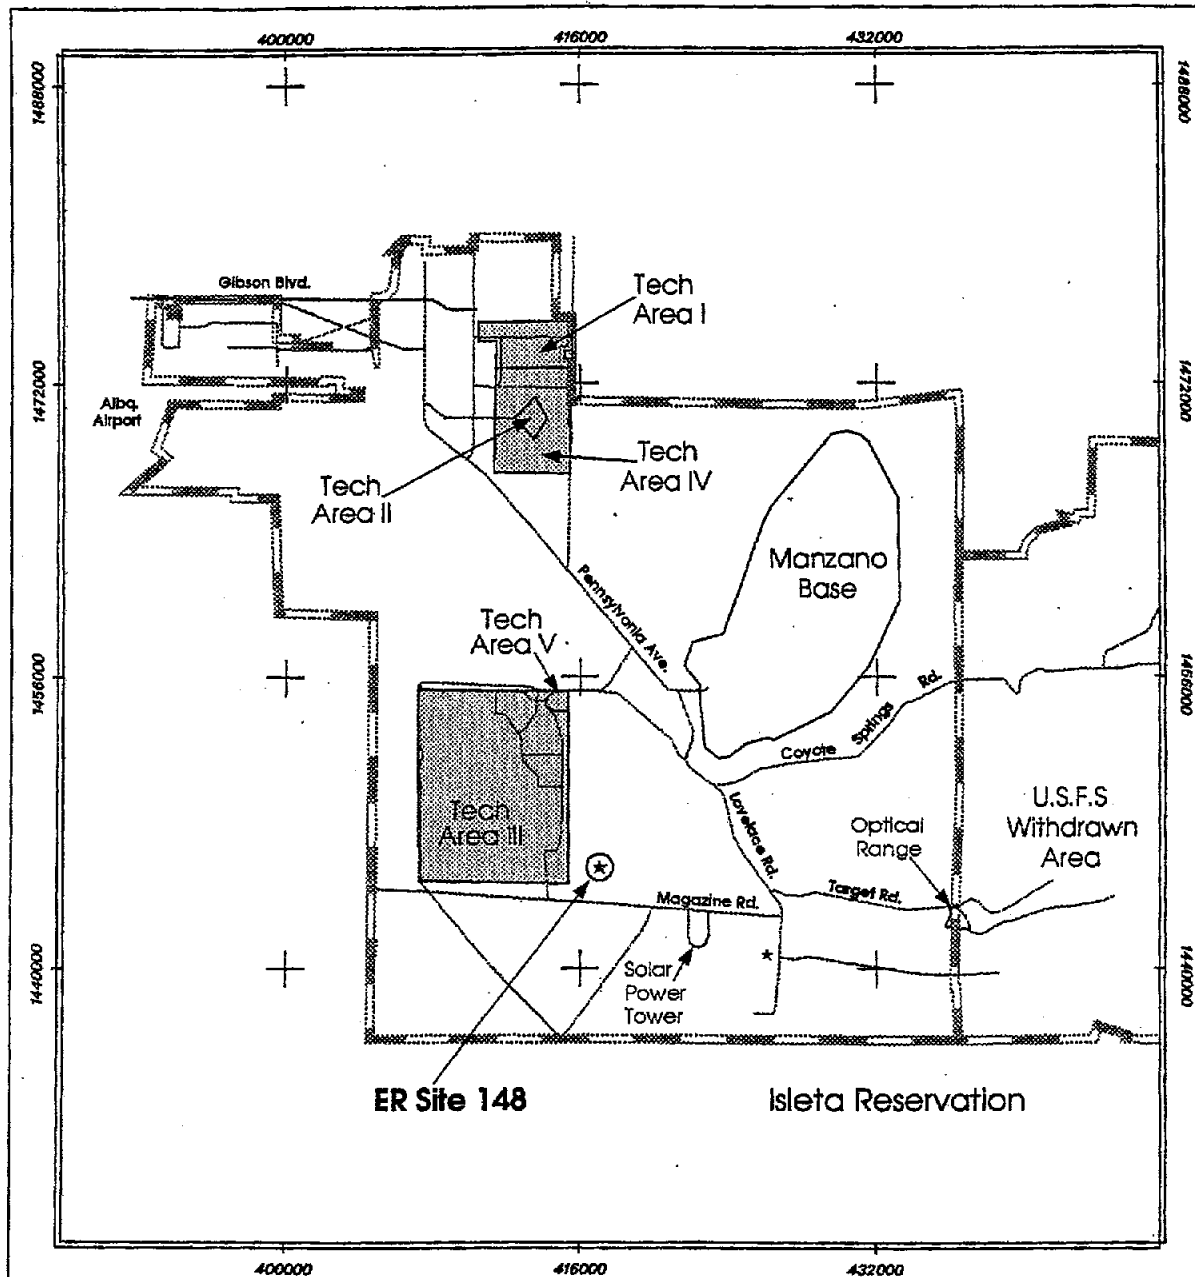 400000
416000
432000
1488000
1488000
Gibson Blvd.
Tech
Area I
1472000
1472000
Albq.
Airport
Tech
Area IV
Tech
Area II
Manzano
Base
Pennsylvania Ave.
Tech
Area V
1456000
1456000
Coyote Springs Rd.
Tech
Area III
Lovelace Rd.
Optical
Range
U.S.F.S
Withdrawn
Area
Target Rd.
Magazine Rd.
1440000
1440000
Solar
Power
Tower
ER Site 148
Isleta Reservation
400000
416000
432000